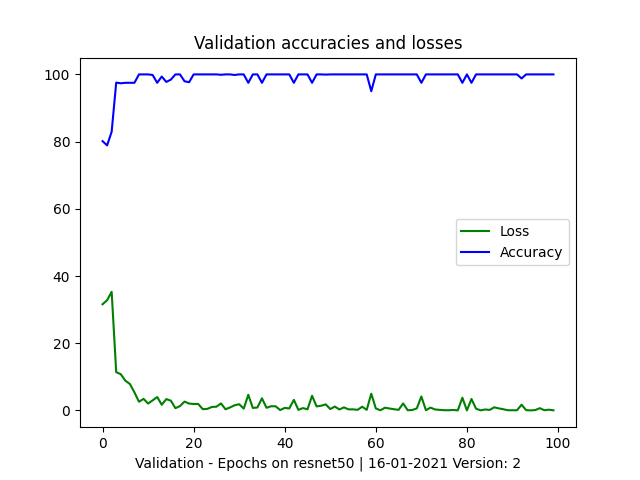 Validation accuracies and losses
100
80
60
40
20
0
Loss
Accuracy
0 20 40 60 80 100
Validation - Epochs on resnet50 | 16-01-2021 Version: 2